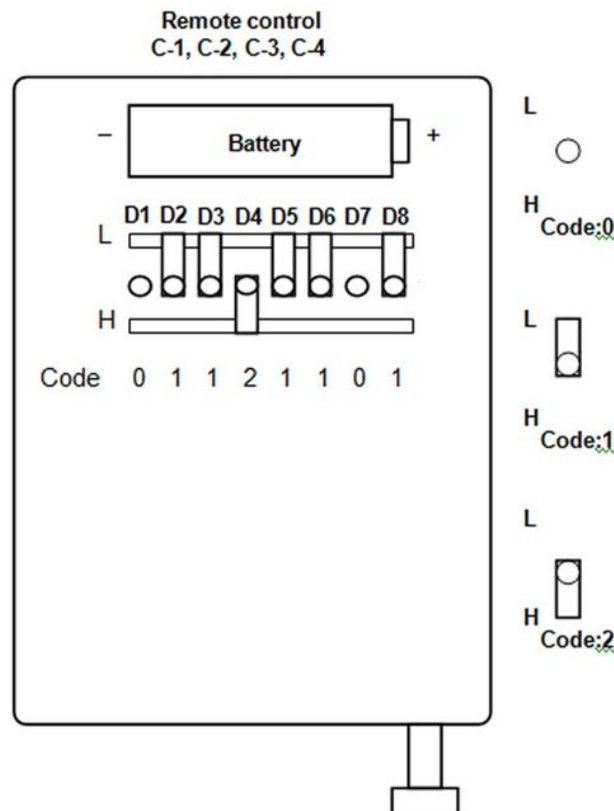 Remote control
C-1, C-2, C-3, C-4
– Battery +
D1 D2 D3 D4 D5 D6 D7 D8
L
H
Code 0 1 1 2 1 1 0 1
L
H
Code:0
L
H
Code:1
L
H
Code:2